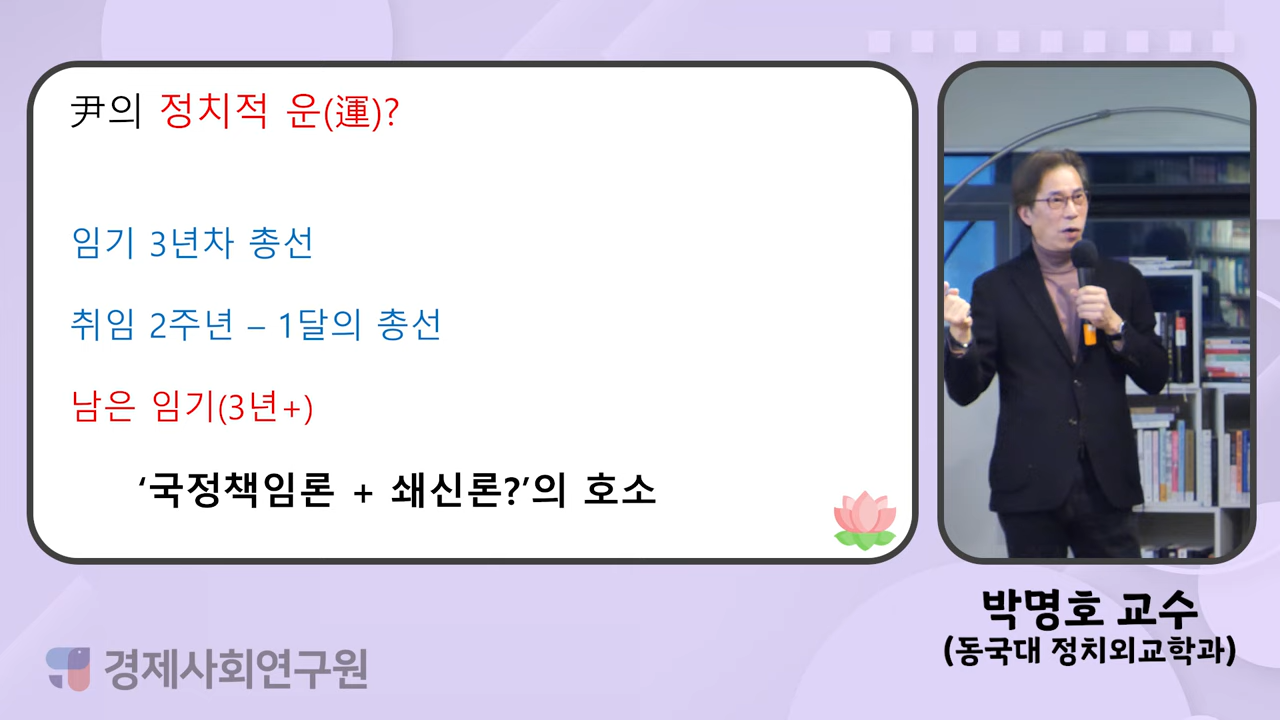 尹의 정치적 운(運)?
임기 3년차 총선
취임 2주년 – 1달의 총선
남은 임기(3년+)
‘국정책임론 + 쇄신론?’의 호소
박명호 교수
(동국대 정치외교학과)
경제사회연구원